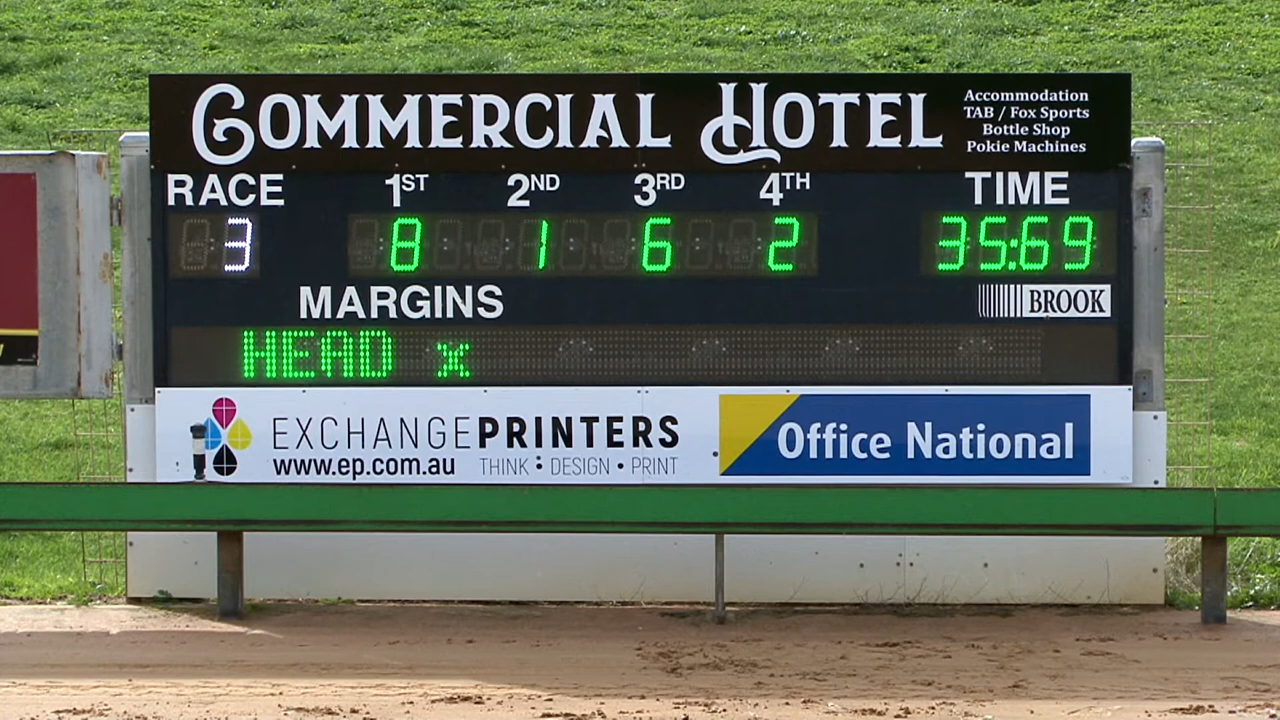 COMMERCIAL HOTEL
Accommodation
TAB / Fox Sports
Bottle Shop
Pokie Machines
RACE 1ST 2ND 3RD 4TH TIME
3 8 1 6 2 35:69
MARGINS
BROOK
HEAD x
EXCHANGEPRINTERS
www.ep.com.au THINK • DESIGN • PRINT
Office National